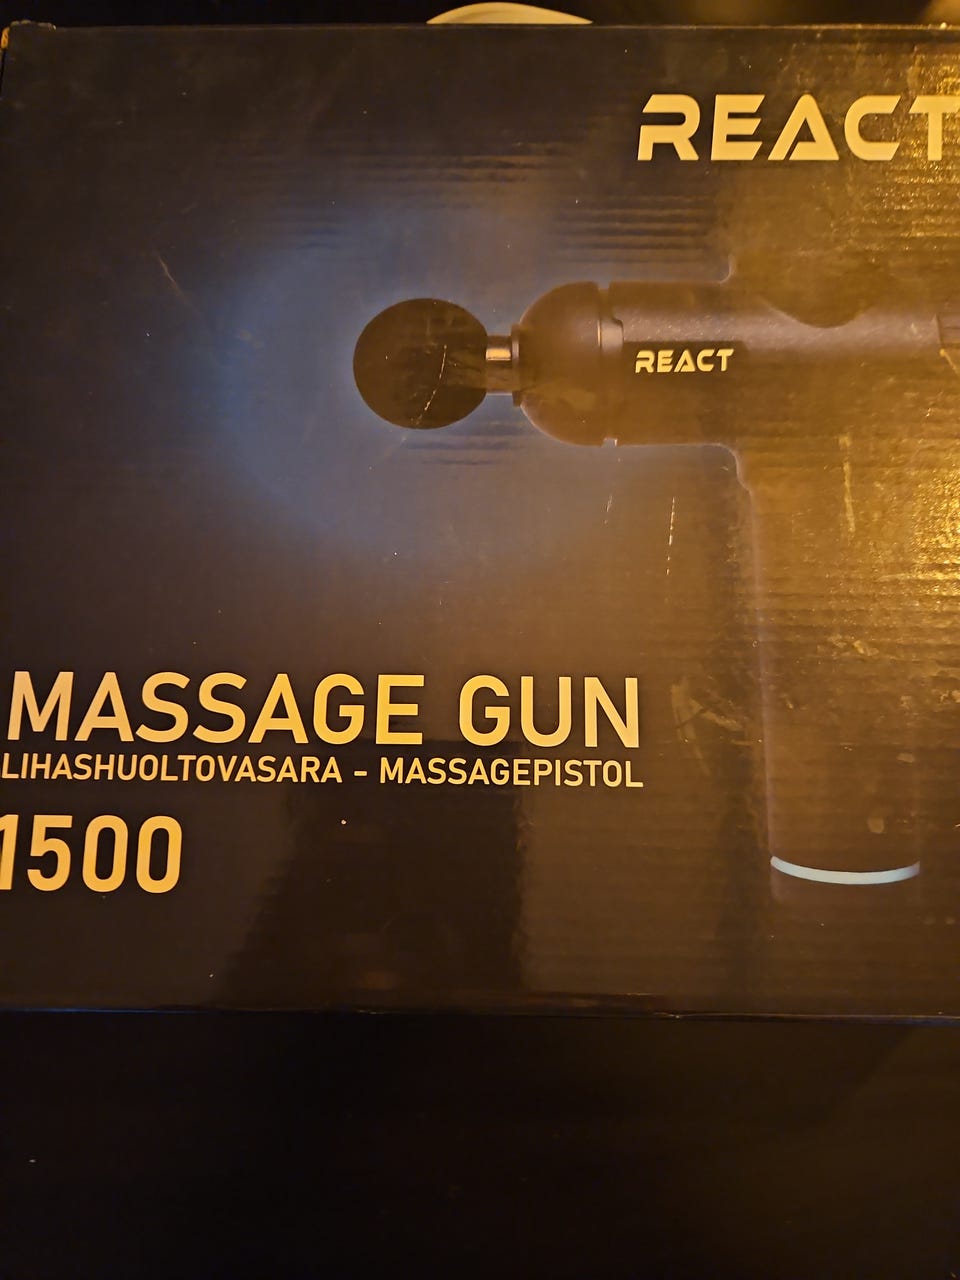 REACT
REACT
MASSAGE GUN
LIHASHUOLTOVASARA - MASSAGEPISTOL
1500